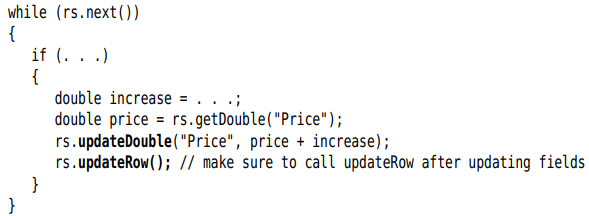 while (rs.next())
{
   if (. . .)
   {
      double increase = . . .;
      double price = rs.getDouble("Price");
      rs.updateDouble("Price", price + increase);
      rs.updateRow(); // make sure to call updateRow after updating fields
   }
}